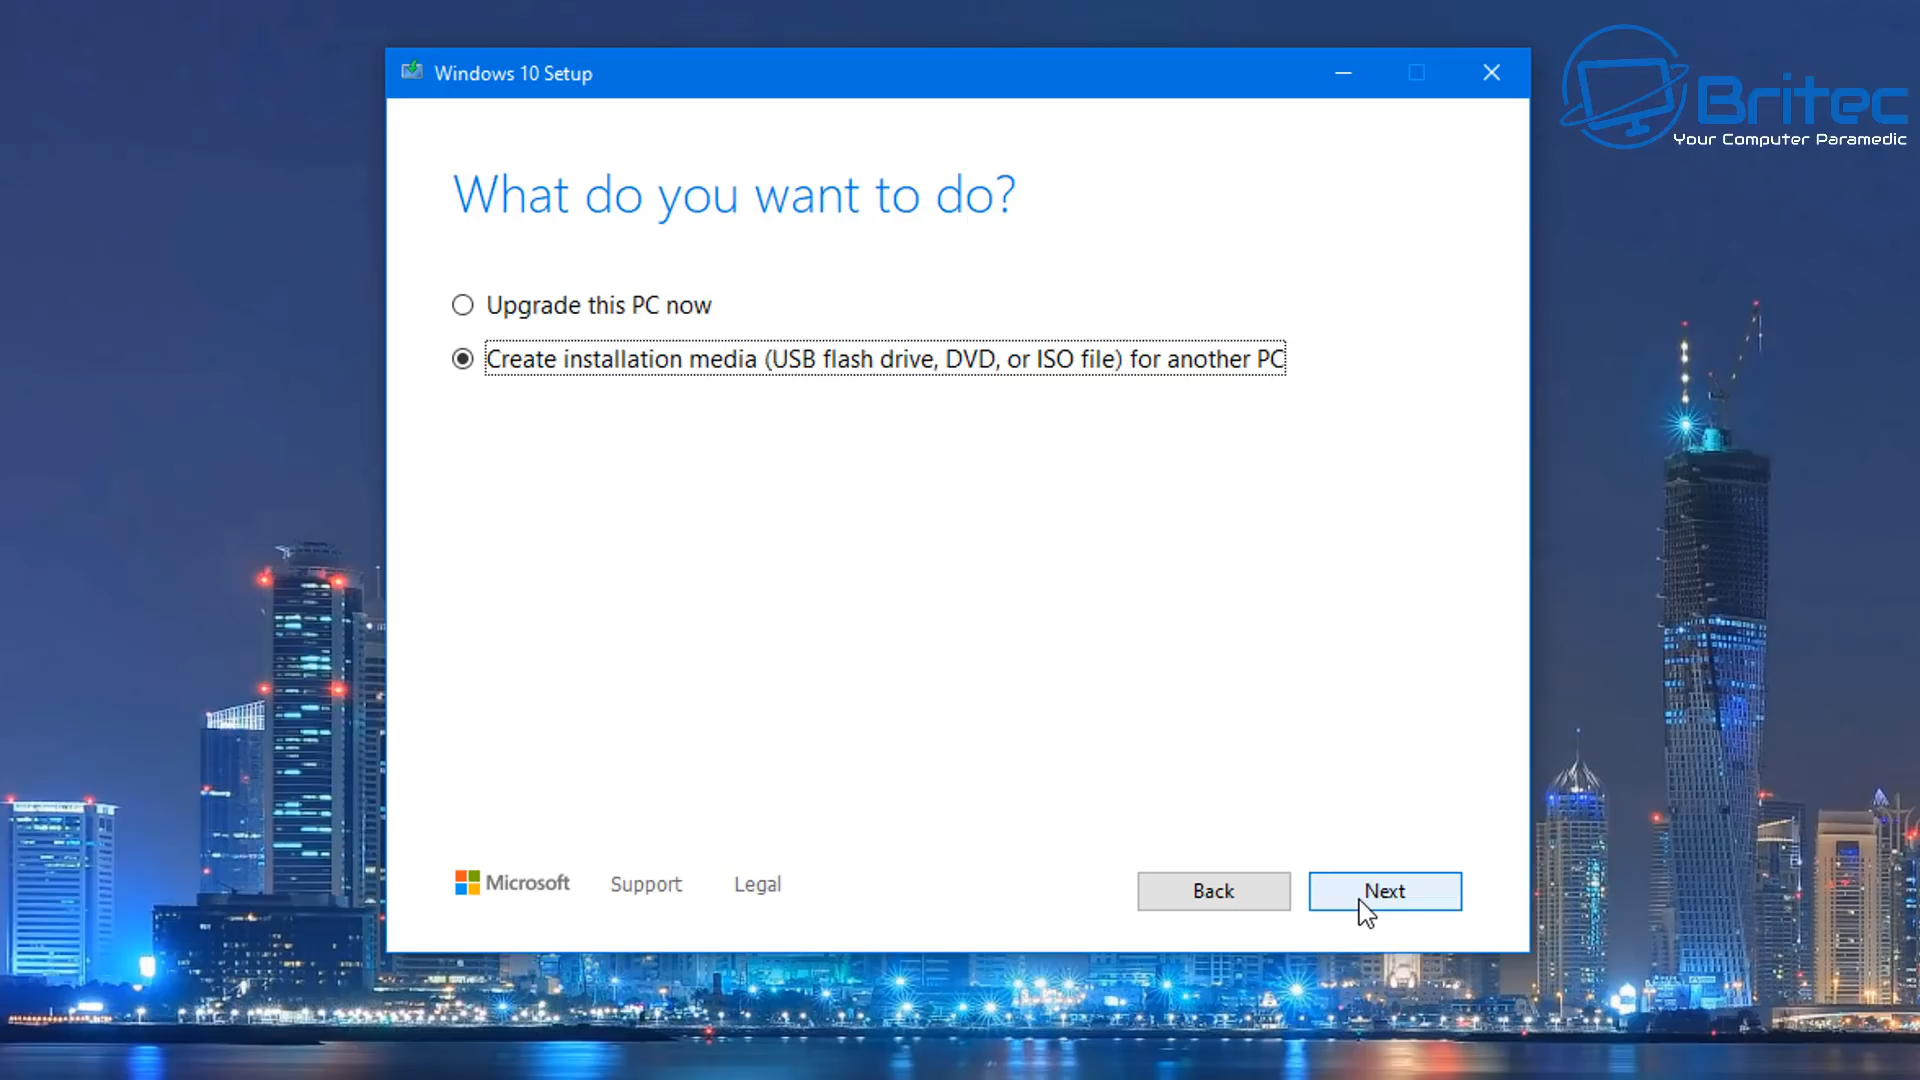 Windows 10 Setup
Britec
Your Computer Paramedic
What do you want to do?
Upgrade this PC now
Create installation media (USB flash drive, DVD, or ISO file) for another PC
Microsoft
Support
Legal
Back
Next